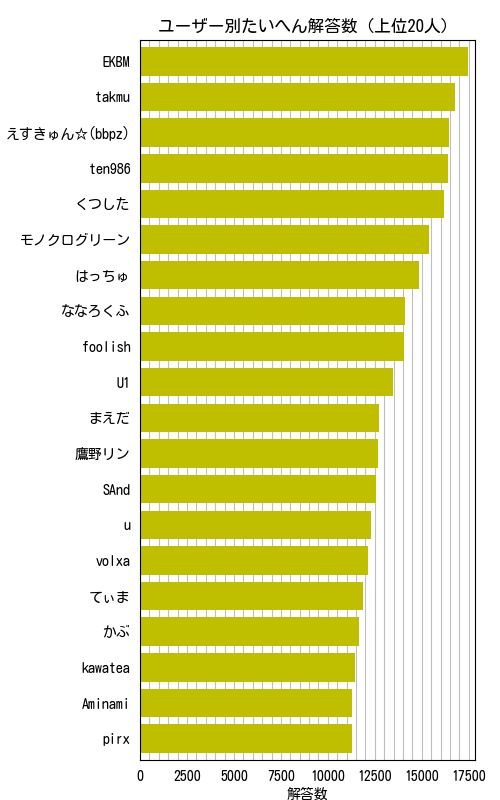 ユーザー別たいへん解答数（上位20人）
EKBM
takmu
えすきゅん☆(bbpz)
ten986
くつした
モノクログリーン
はっちゅ
ななろくふ
foolish
U1
まえだ
鷹野リン
SAnd
u
volxa
てぃま
かぶ
kawatea
Aminami
pirx
0 2500 5000 7500 10000 12500 15000 17500
解答数